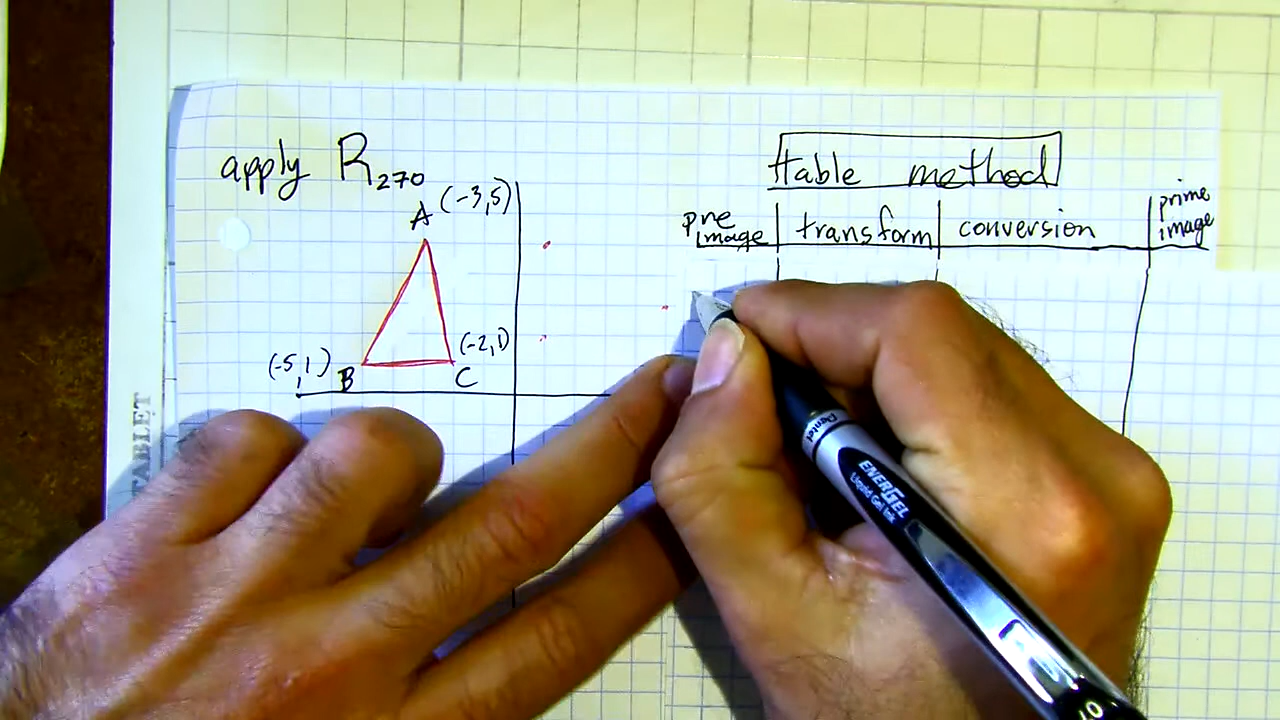 apply R₂₇₀
A (-3,5)
(-5,1) B
(-2,1)
C
table method
pre image
transform
conversion
prime image
TABLET
Pentel
ENERGEL
Liquid Gel Ink